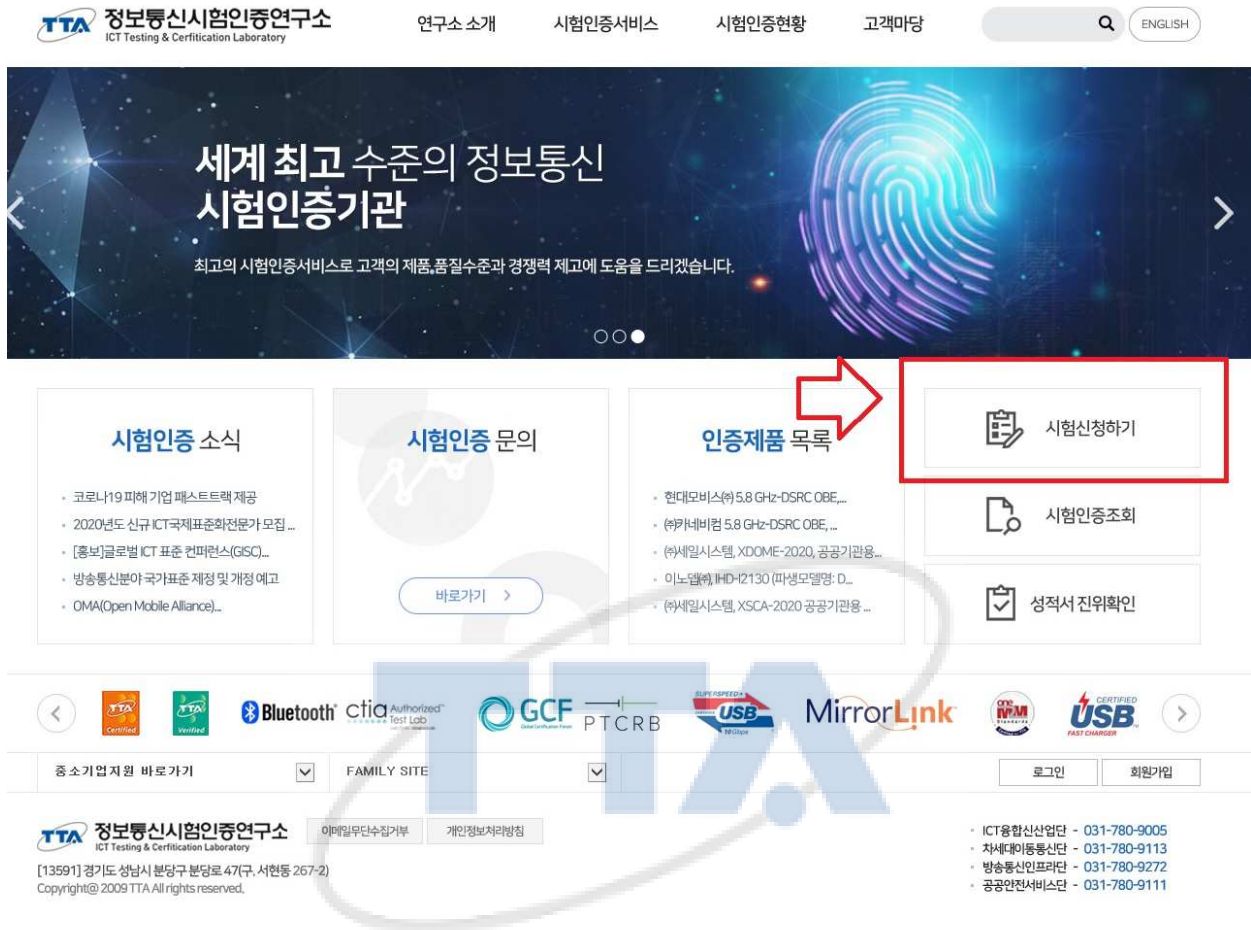 TTA 정보통신시험인증연구소
ICT Testing & Cerfitication Laboratory
연구소 소개
시험인증서비스
시험인증현황
고객마당
ENGLISH
세계 최고 수준의 정보통신
시험인증기관
최고의 시험인증서비스로 고객의 제품,품질수준과 경쟁력 제고에 도움을 드리겠습니다.
시험인증 소식
코로나19 피해 기업 패스트트랙 제공
2020년도 신규 ICT국제표준화전문가 모집 ...
[홍보]글로벌 ICT 표준 컨퍼런스(GISC)...
방송통신분야 국가표준 제정 및 개정 예고
OMA(Open Mobile Alliance)...
시험인증 문의
바로가기 >
인증제품 목록
현대모비스㈜ 5.8 GHz-DSRC OBE,...
㈜카네비컴 5.8 GHz-DSRC OBE, ...
㈜세일시스템, XDOME-2020, 공공기관용...
이노뎁㈜, IHD-I2130 (파생모델명: D...
㈜세일시스템, XSCA-2020 공공기관용 ...
시험신청하기
시험인증조회
성적서 진위확인
TTA Certified
TTA Verified
Bluetooth
ctia Authorized Test Lab
GCF
Global Certification Forum
PTCRB
SUPERSPEED+
USB
10 Gbps
MirrorLink
one M2M
Standards
CERTIFIED
USB
FAST CHARGER
중소기업지원 바로가기
FAMILY SITE
로그인
회원가입
TTA
TTA 정보통신시험인증연구소
ICT Testing & Cerfitication Laboratory
이메일무단수집거부
개인정보처리방침
[13591] 경기도 성남시 분당구 분당로 47(구. 서현동 267-2)
Copyright@ 2009 TTA All rights reserved.
ICT융합신산업단 - 031-780-9005
차세대이동통신단 - 031-780-9113
방송통신인프라단 - 031-780-9272
공공안전서비스단 - 031-780-9111